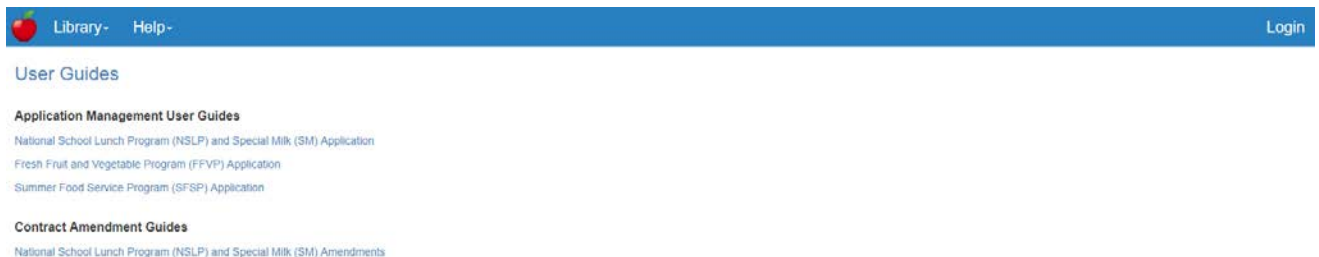 Library- Help- Login
User Guides
Application Management User Guides
National School Lunch Program (NSLP) and Special Milk (SM) Application
Fresh Fruit and Vegetable Program (FFVP) Application
Summer Food Service Program (SFSP) Application
Contract Amendment Guides
National School Lunch Program (NSLP) and Special Milk (SM) Amendments